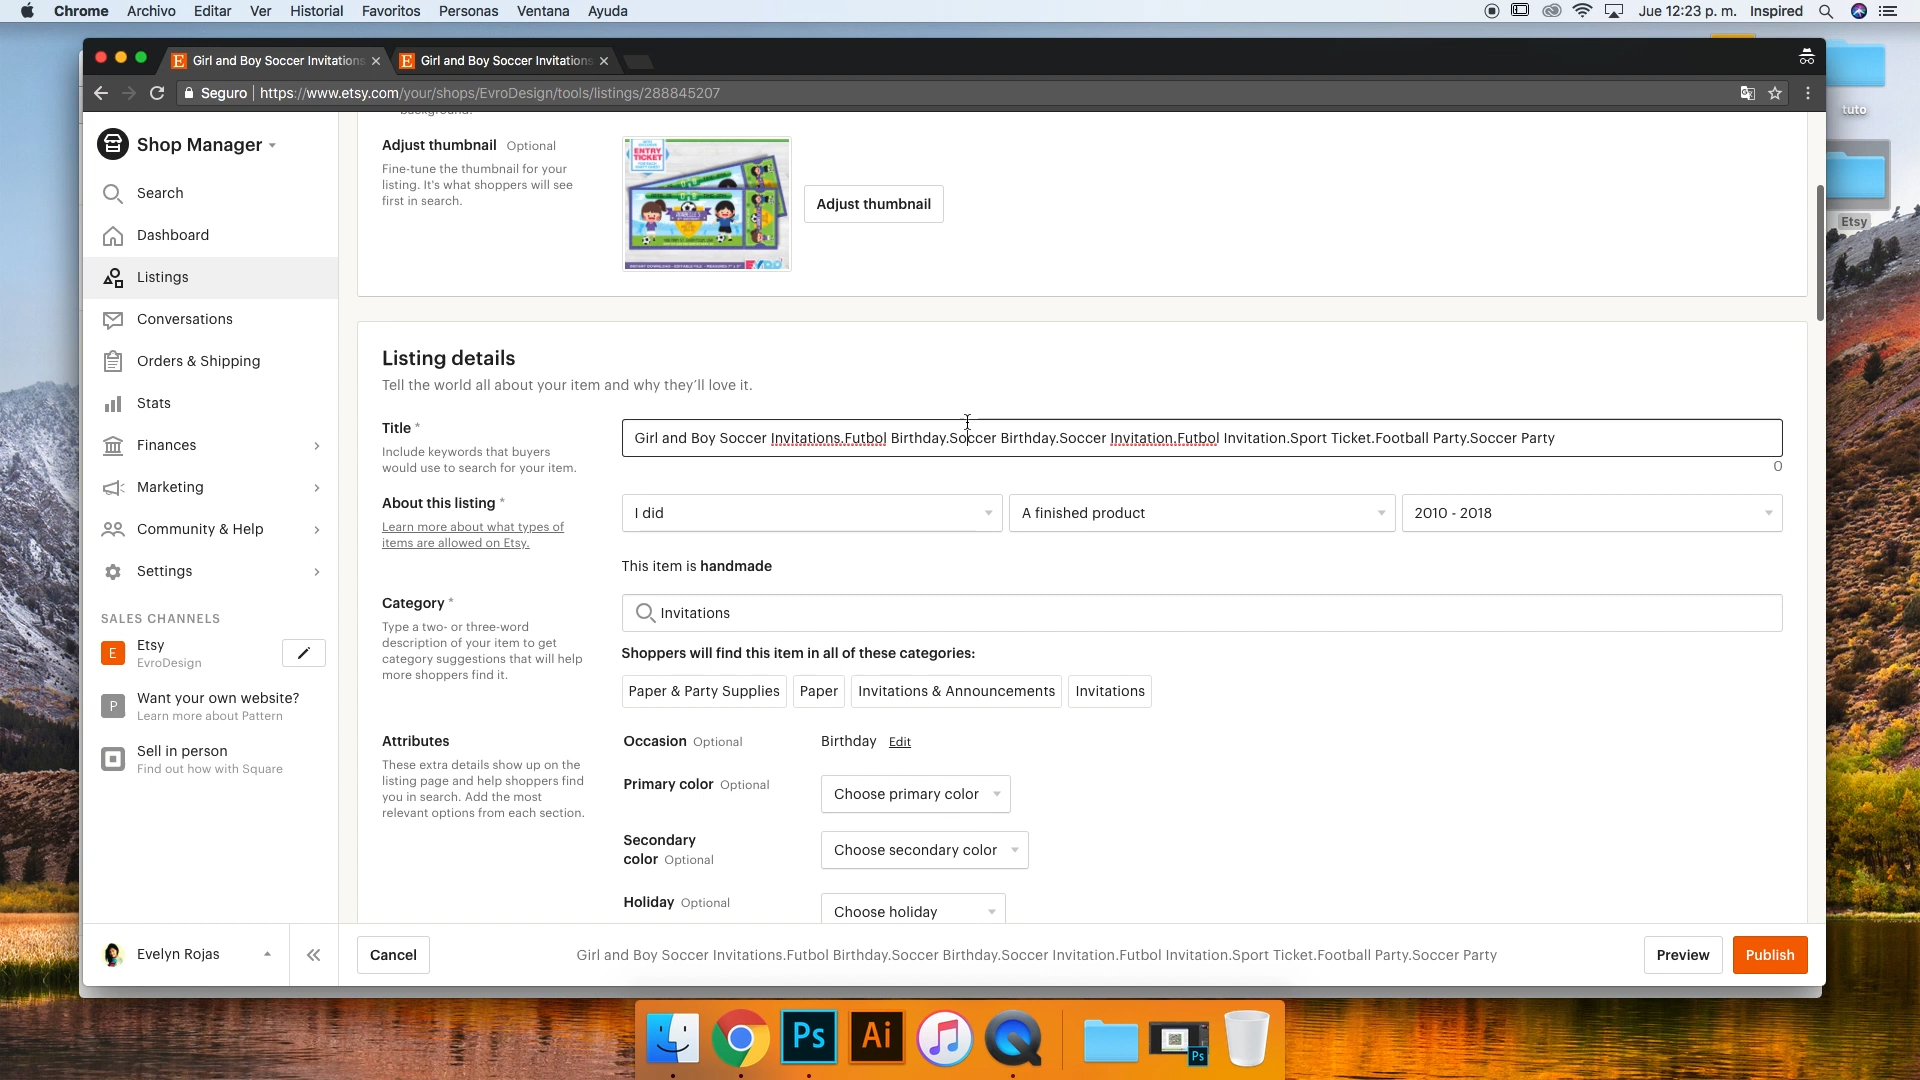 Chrome Archivo Editar Ver Historial Favoritos Personas Ventana Ayuda Jue 12:23 p. m. Inspired
Girl and Boy Soccer Invitations Girl and Boy Soccer Invitations
Seguro https://www.etsy.com/your/shops/EvroDesign/tools/listings/288845207
tuto
Etsy
Shop Manager
Search
Dashboard
Listings
Conversations
Orders & Shipping
Stats
Finances
Marketing
Community & Help
Settings
SALES CHANNELS
E Etsy
EvroDesign
P Want your own website?
Learn more about Pattern
Sell in person
Find out how with Square
Evelyn Rojas
background.
Adjust thumbnail Optional
Fine-tune the thumbnail for your
listing. It's what shoppers will see
first in search.
ENTRY
TICKET
Adjust thumbnail
Listing details
Tell the world all about your item and why they'll love it.
Title *
Include keywords that buyers
would use to search for your item.
Girl and Boy Soccer Invitations.Futbol Birthday.Soccer Birthday.Soccer Invitation.Futbol Invitation.Sport Ticket.Football Party.Soccer Party
0
About this listing *
Learn more about what types of
items are allowed on Etsy.
I did A finished product 2010 - 2018
This item is handmade
Category *
Type a two- or three-word
description of your item to get
category suggestions that will help
more shoppers find it.
Invitations
Shoppers will find this item in all of these categories:
Paper & Party Supplies Paper Invitations & Announcements Invitations
Attributes
These extra details show up on the
listing page and help shoppers find
you in search. Add the most
relevant options from each section.
Occasion Optional Birthday Edit
Primary color Optional Choose primary color
Secondary
color Optional Choose secondary color
Holiday Optional Choose holiday
Cancel Girl and Boy Soccer Invitations.Futbol Birthday.Soccer Birthday.Soccer Invitation.Futbol Invitation.Sport Ticket.Football Party.Soccer Party Preview Publish
Ps Ai Ps